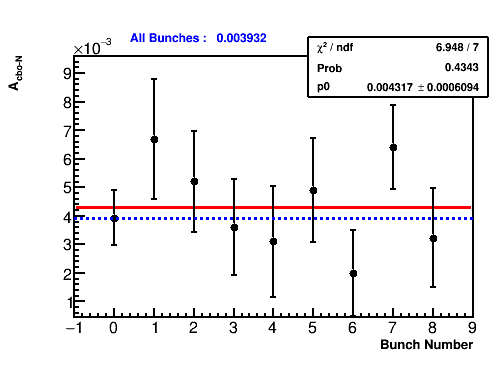 All Bunches : 0.003932
×10⁻³
χ² / ndf 6.948 / 7
Prob 0.4343
p0 0.004317 ± 0.0006094
A_cbo-N
9
8
7
6
5
4
3
2
1
−1 0 1 2 3 4 5 6 7 8 9
Bunch Number